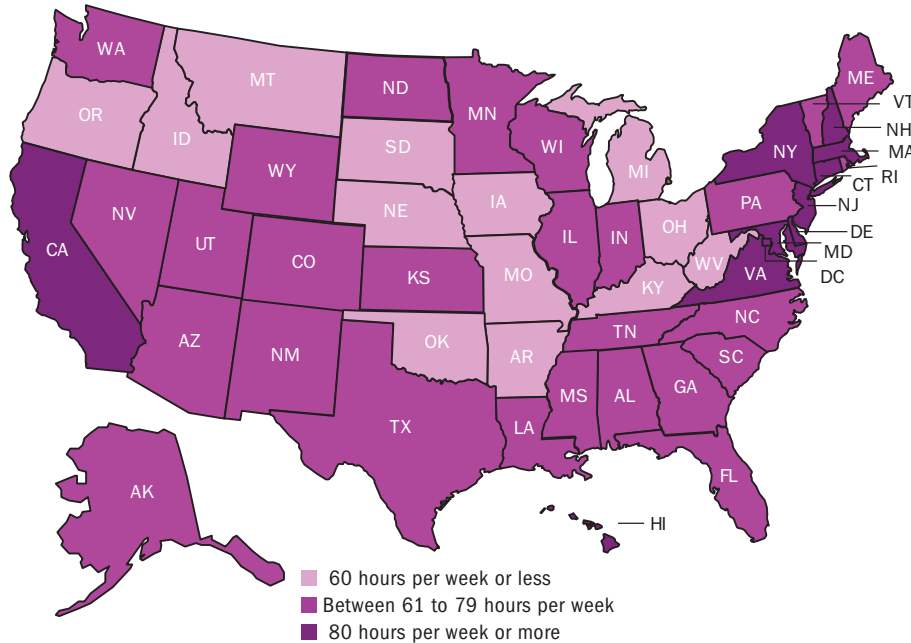 WA
MT
ND
MN
ME
VT
OR
ID
SD
WI
MI
NY
NH
MA
RI
CT
WY
NE
IA
PA
NJ
NV
UT
CO
IL
IN
OH
DE
MD
DC
CA
KS
MO
WV
VA
KY
AZ
NM
OK
AR
TN
NC
SC
TX
LA
MS
AL
GA
FL
AK
HI
60 hours per week or less
Between 61 to 79 hours per week
80 hours per week or more